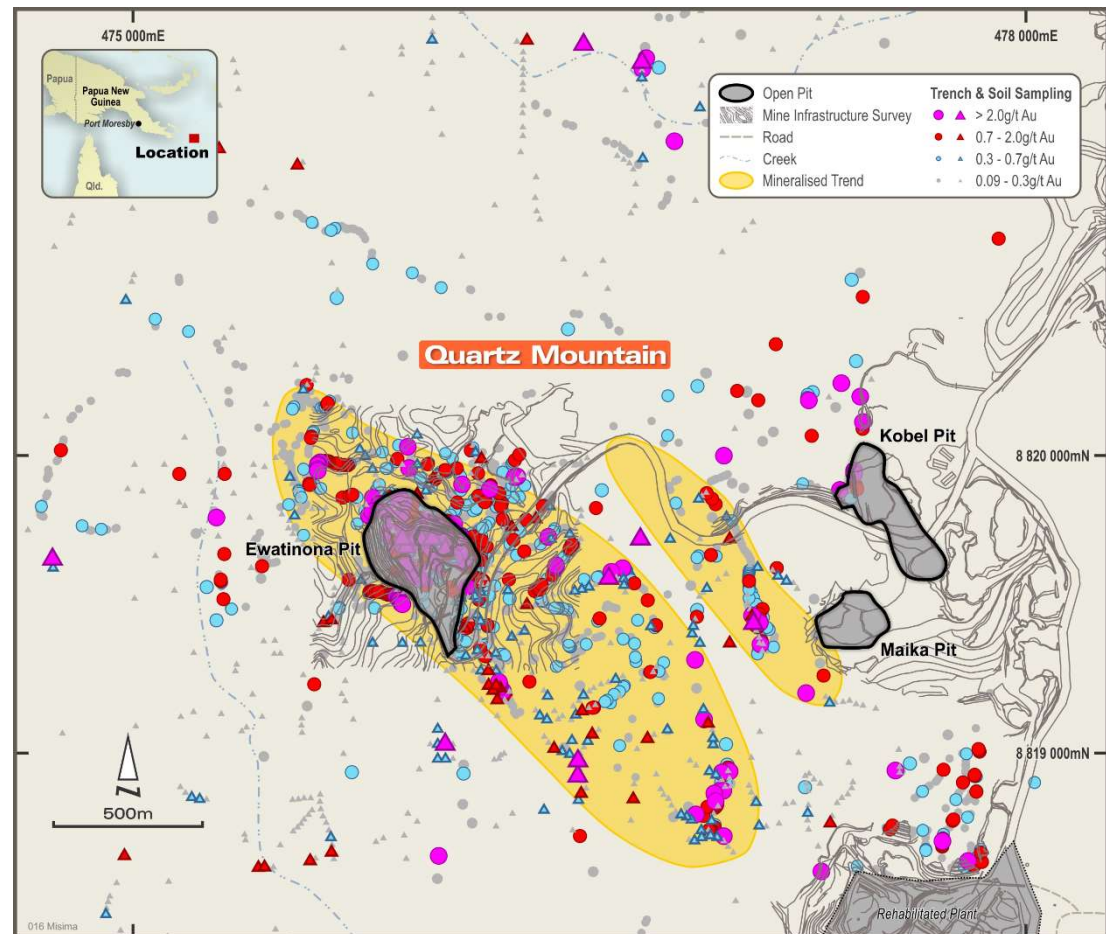 475 000mE
478 000mE
Papua
Papua New
Guinea
Port Moresby
Location
Qld.
Open Pit
Mine Infrastructure Survey
Road
Creek
Mineralised Trend
Trench & Soil Sampling
> 2.0g/t Au
0.7 - 2.0g/t Au
0.3 - 0.7g/t Au
0.09 - 0.3g/t Au
Quartz Mountain
Kobel Pit
8 820 000mN
Ewatinona Pit
Maika Pit
8 819 000mN
N
500m
Rehabilitated Plant
016 Misima